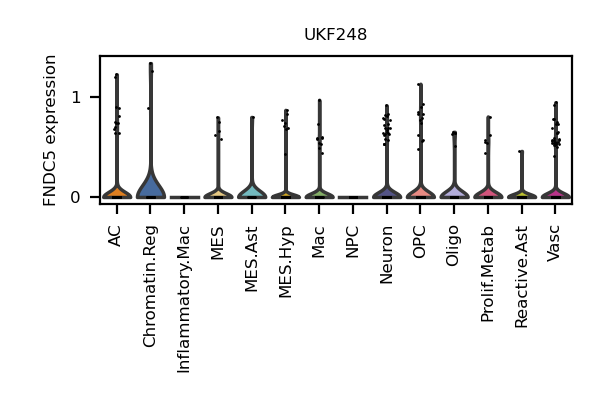 UKF248
FNDC5 expression
1
0
AC
Chromatin.Reg
Inflammatory.Mac
MES
MES.Ast
MES.Hyp
Mac
NPC
Neuron
OPC
Oligo
Prolif.Metab
Reactive.Ast
Vasc